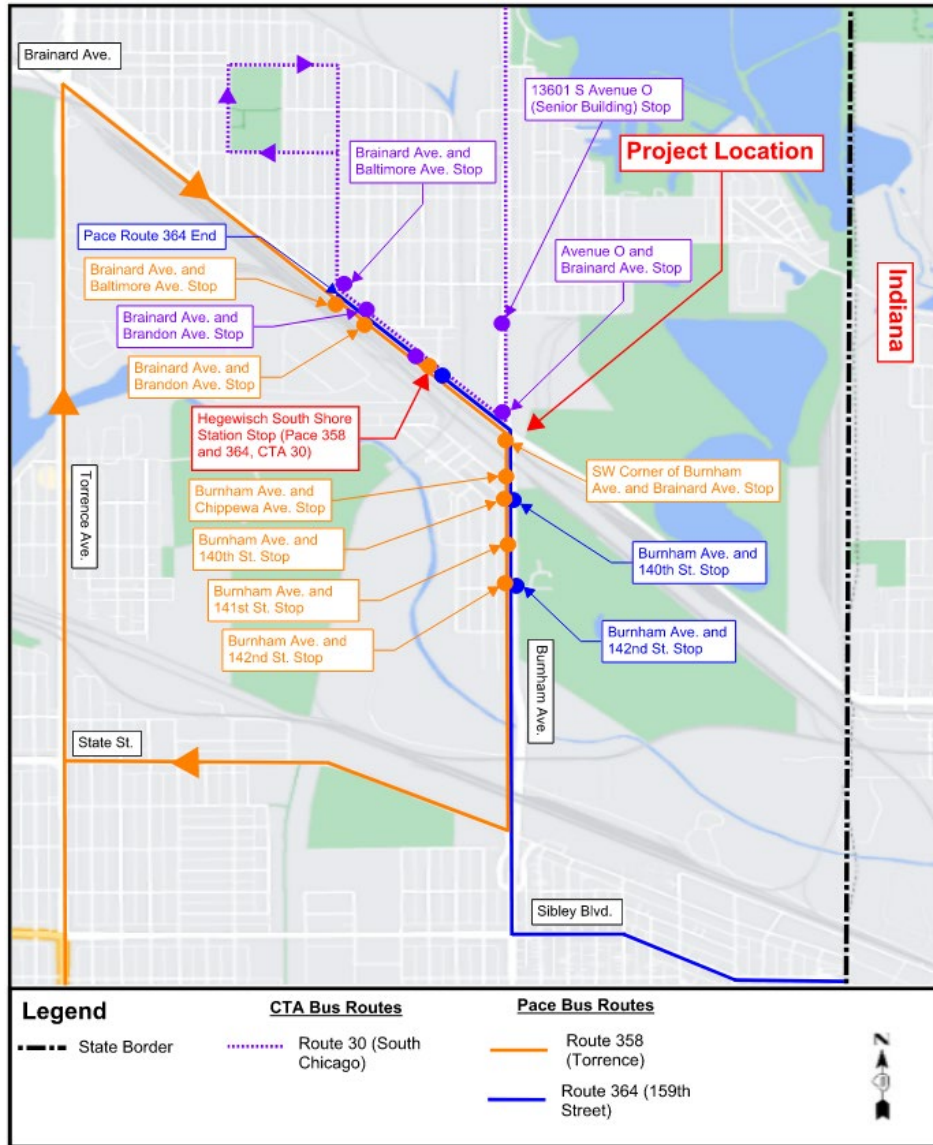 Brainard Ave.
13601 S Avenue O
(Senior Building) Stop
Project Location
Brainard Ave. and
Baltimore Ave. Stop
Pace Route 364 End
Avenue O and
Brainard Ave. Stop
Brainard Ave. and
Baltimore Ave. Stop
Indiana
Brainard Ave. and
Brandon Ave. Stop
Brainard Ave. and
Brandon Ave. Stop
Hegewisch South Shore
Station Stop (Pace 358
and 364, CTA 30)
SW Corner of Burnham
Ave. and Brainard Ave. Stop
Torrence Ave.
Burnham Ave. and
Chippewa Ave. Stop
Burnham Ave. and
140th St. Stop
Burnham Ave. and
140th St. Stop
Burnham Ave. and
141st St. Stop
Burnham Ave. and
142nd St. Stop
Burnham Ave. and
142nd St. Stop
Burnham Ave.
State St.
Sibley Blvd.
Legend
CTA Bus Routes
Pace Bus Routes
State Border
Route 30 (South
Chicago)
Route 358
(Torrence)
Route 364 (159th
Street)
N